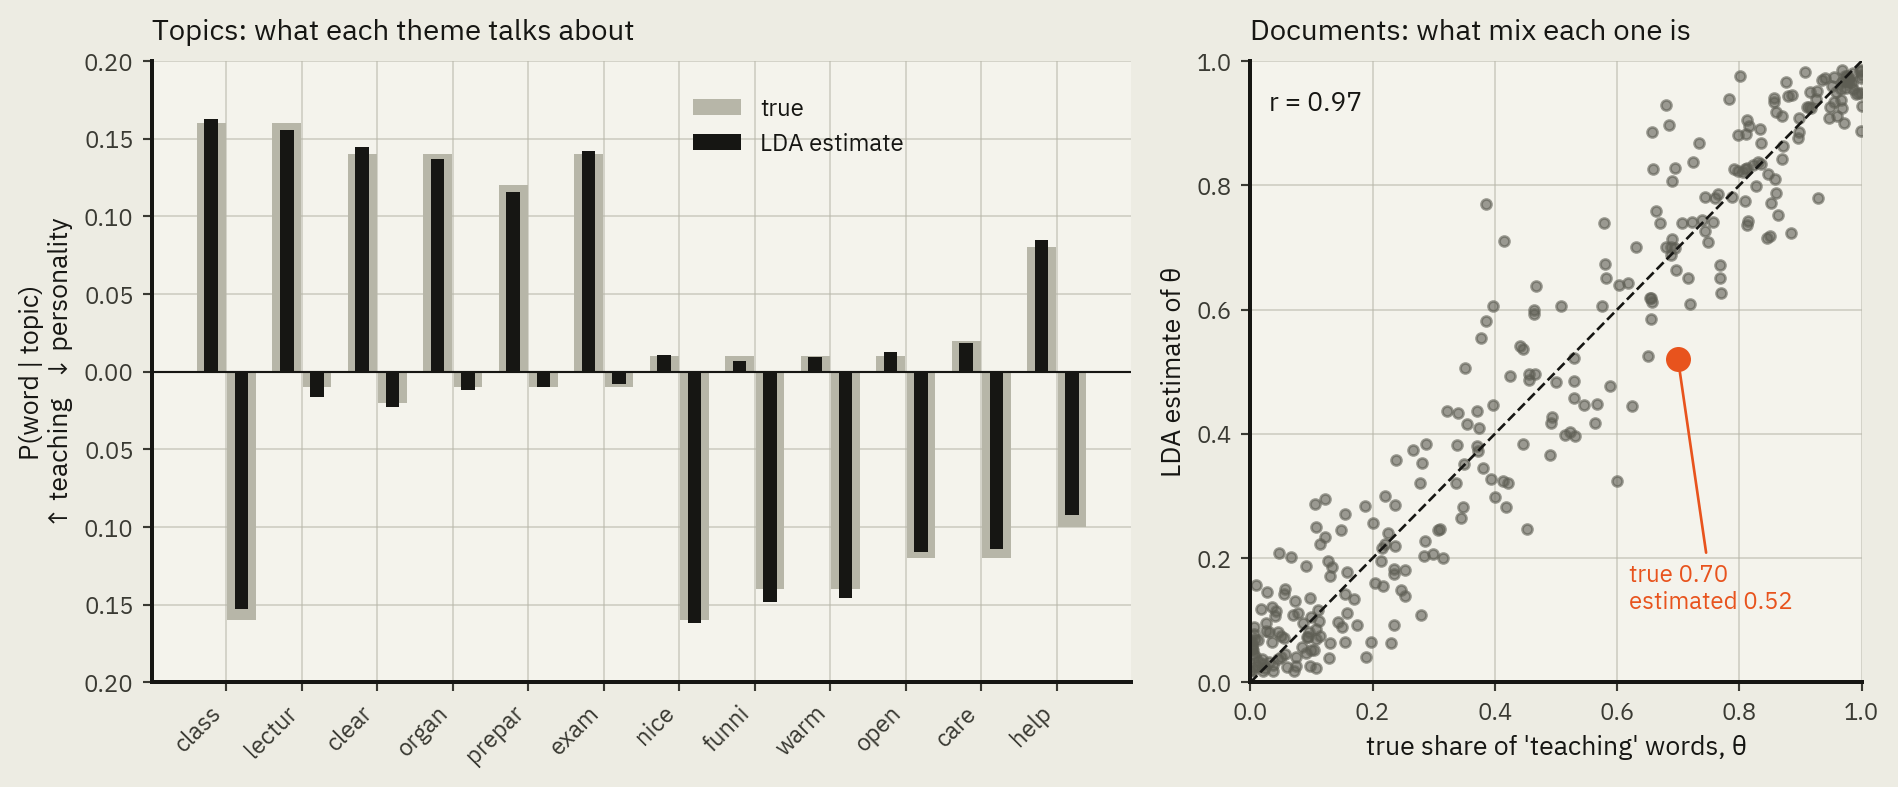 Topics: what each theme talks about
0.20
0.15
0.10
0.05
0.00
0.05
0.10
0.15
0.20
P(word | topic)
↑ teaching ↓ personality
true
LDA estimate
class
lectur
clear
organ
prepar
exam
nice
funni
warm
open
care
help
Documents: what mix each one is
1.0
0.8
0.6
0.4
0.2
0.0
LDA estimate of θ
r = 0.97
true 0.70
estimated 0.52
0.0
0.2
0.4
0.6
0.8
1.0
true share of 'teaching' words, θ